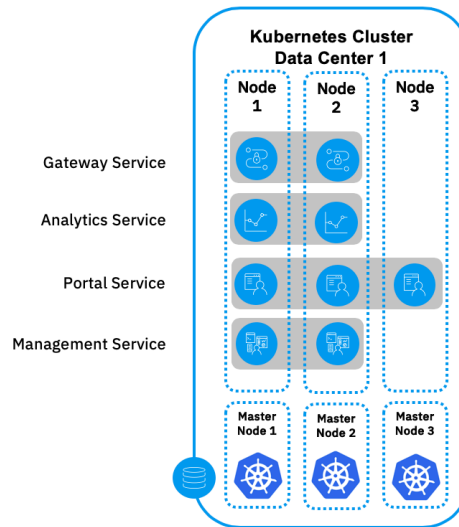 Kubernetes Cluster
Data Center 1
Node
1
Node
2
Node
3
Gateway Service
Analytics Service
Portal Service
Management Service
Master
Node 1
Master
Node 2
Master
Node 3